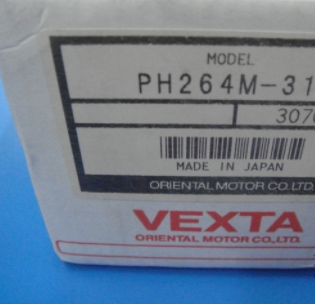 MODEL
PH264M-31
307
MADE IN JAPAN
ORIENTAL MOTOR CO.LTD.
VEXTA
ORIENTAL MOTOR CO.,LTD.